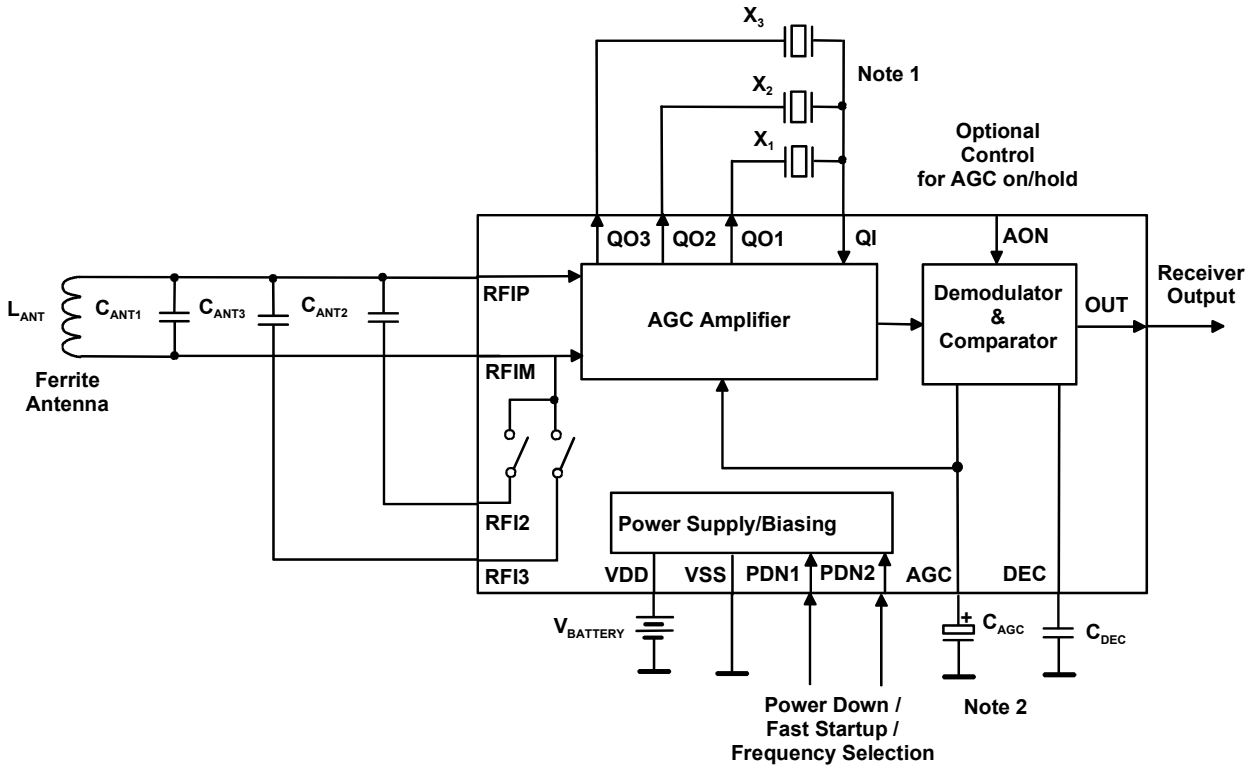 X3
Note 1
X2
X1
Optional
Control
for AGC on/hold
QO3
QO2
QO1
QI
AON
RFIP
AGC Amplifier
Demodulator
&
Comparator
OUT
Receiver
Output
LANT
CANT1
CANT3
CANT2
Ferrite
Antenna
RFIM
RFI2
RFI3
Power Supply/Biasing
VDD
VSS
PDN1
PDN2
AGC
DEC
VBATTERY
+
CAGC
CDEC
Note 2
Power Down /
Fast Startup /
Frequency Selection